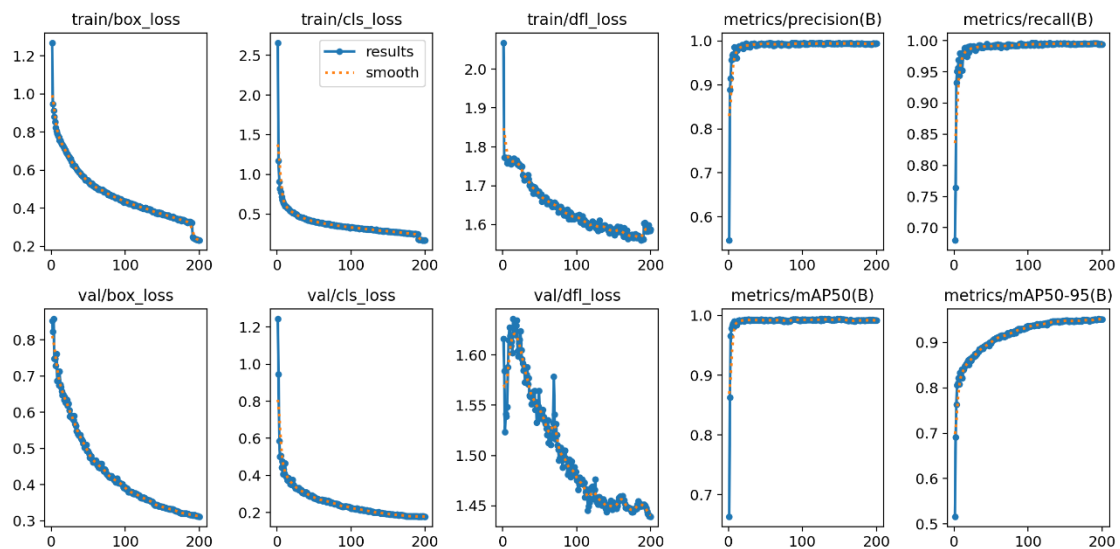 train/box_loss
train/cls_loss
train/dfl_loss
metrics/precision(B)
metrics/recall(B)
1.2
1.0
0.8
0.6
0.4
0.2
0 100 200
2.5
2.0
1.5
1.0
0.5
results
smooth
0 100 200
2.0
1.9
1.8
1.7
1.6
0 100 200
1.0
0.9
0.8
0.7
0.6
0 100 200
1.00
0.95
0.90
0.85
0.80
0.75
0.70
0 100 200
val/box_loss
val/cls_loss
val/dfl_loss
metrics/mAP50(B)
metrics/mAP50-95(B)
0.8
0.7
0.6
0.5
0.4
0.3
0 100 200
1.2
1.0
0.8
0.6
0.4
0.2
0 100 200
1.60
1.55
1.50
1.45
0 100 200
1.0
0.9
0.8
0.7
0 100 200
0.9
0.8
0.7
0.6
0.5
0 100 200